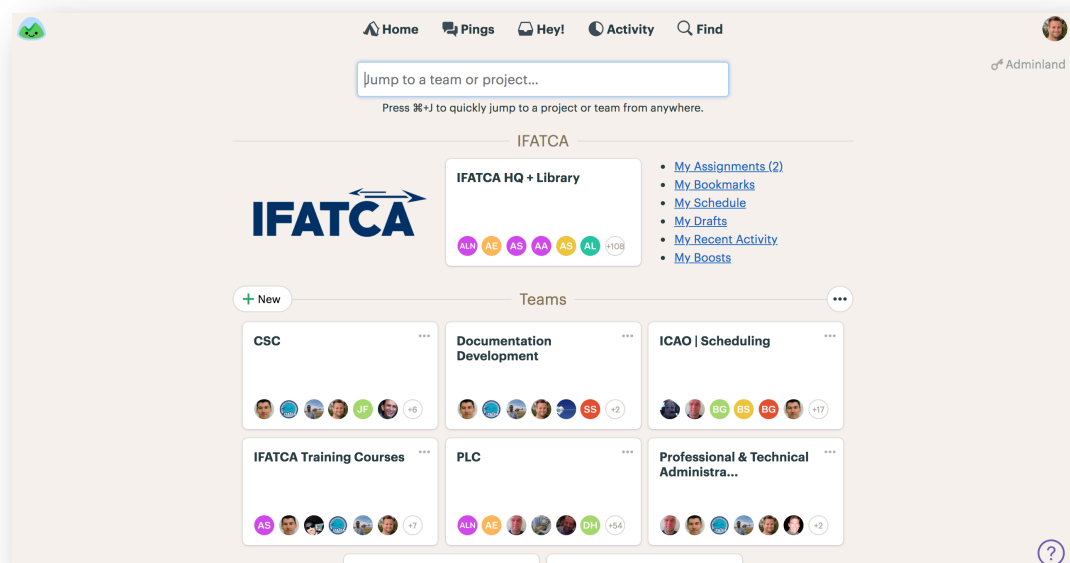 Home Pings Hey! Activity Find
Adminland
Jump to a team or project...
Press ⌘+J to quickly jump to a project or team from anywhere.
IFATCA
IFATCA
IFATCA HQ + Library
ALN AE AS AA AS AL +108
My Assignments (2)
My Bookmarks
My Schedule
My Drafts
My Recent Activity
My Boosts
+ New
Teams
CSC
JF +6
Documentation
Development
SS +2
ICAO | Scheduling
BG BS BG +17
IFATCA Training Courses
AS +7
PLC
ALN AE DH +54
Professional & Technical
Administra...
+2
?